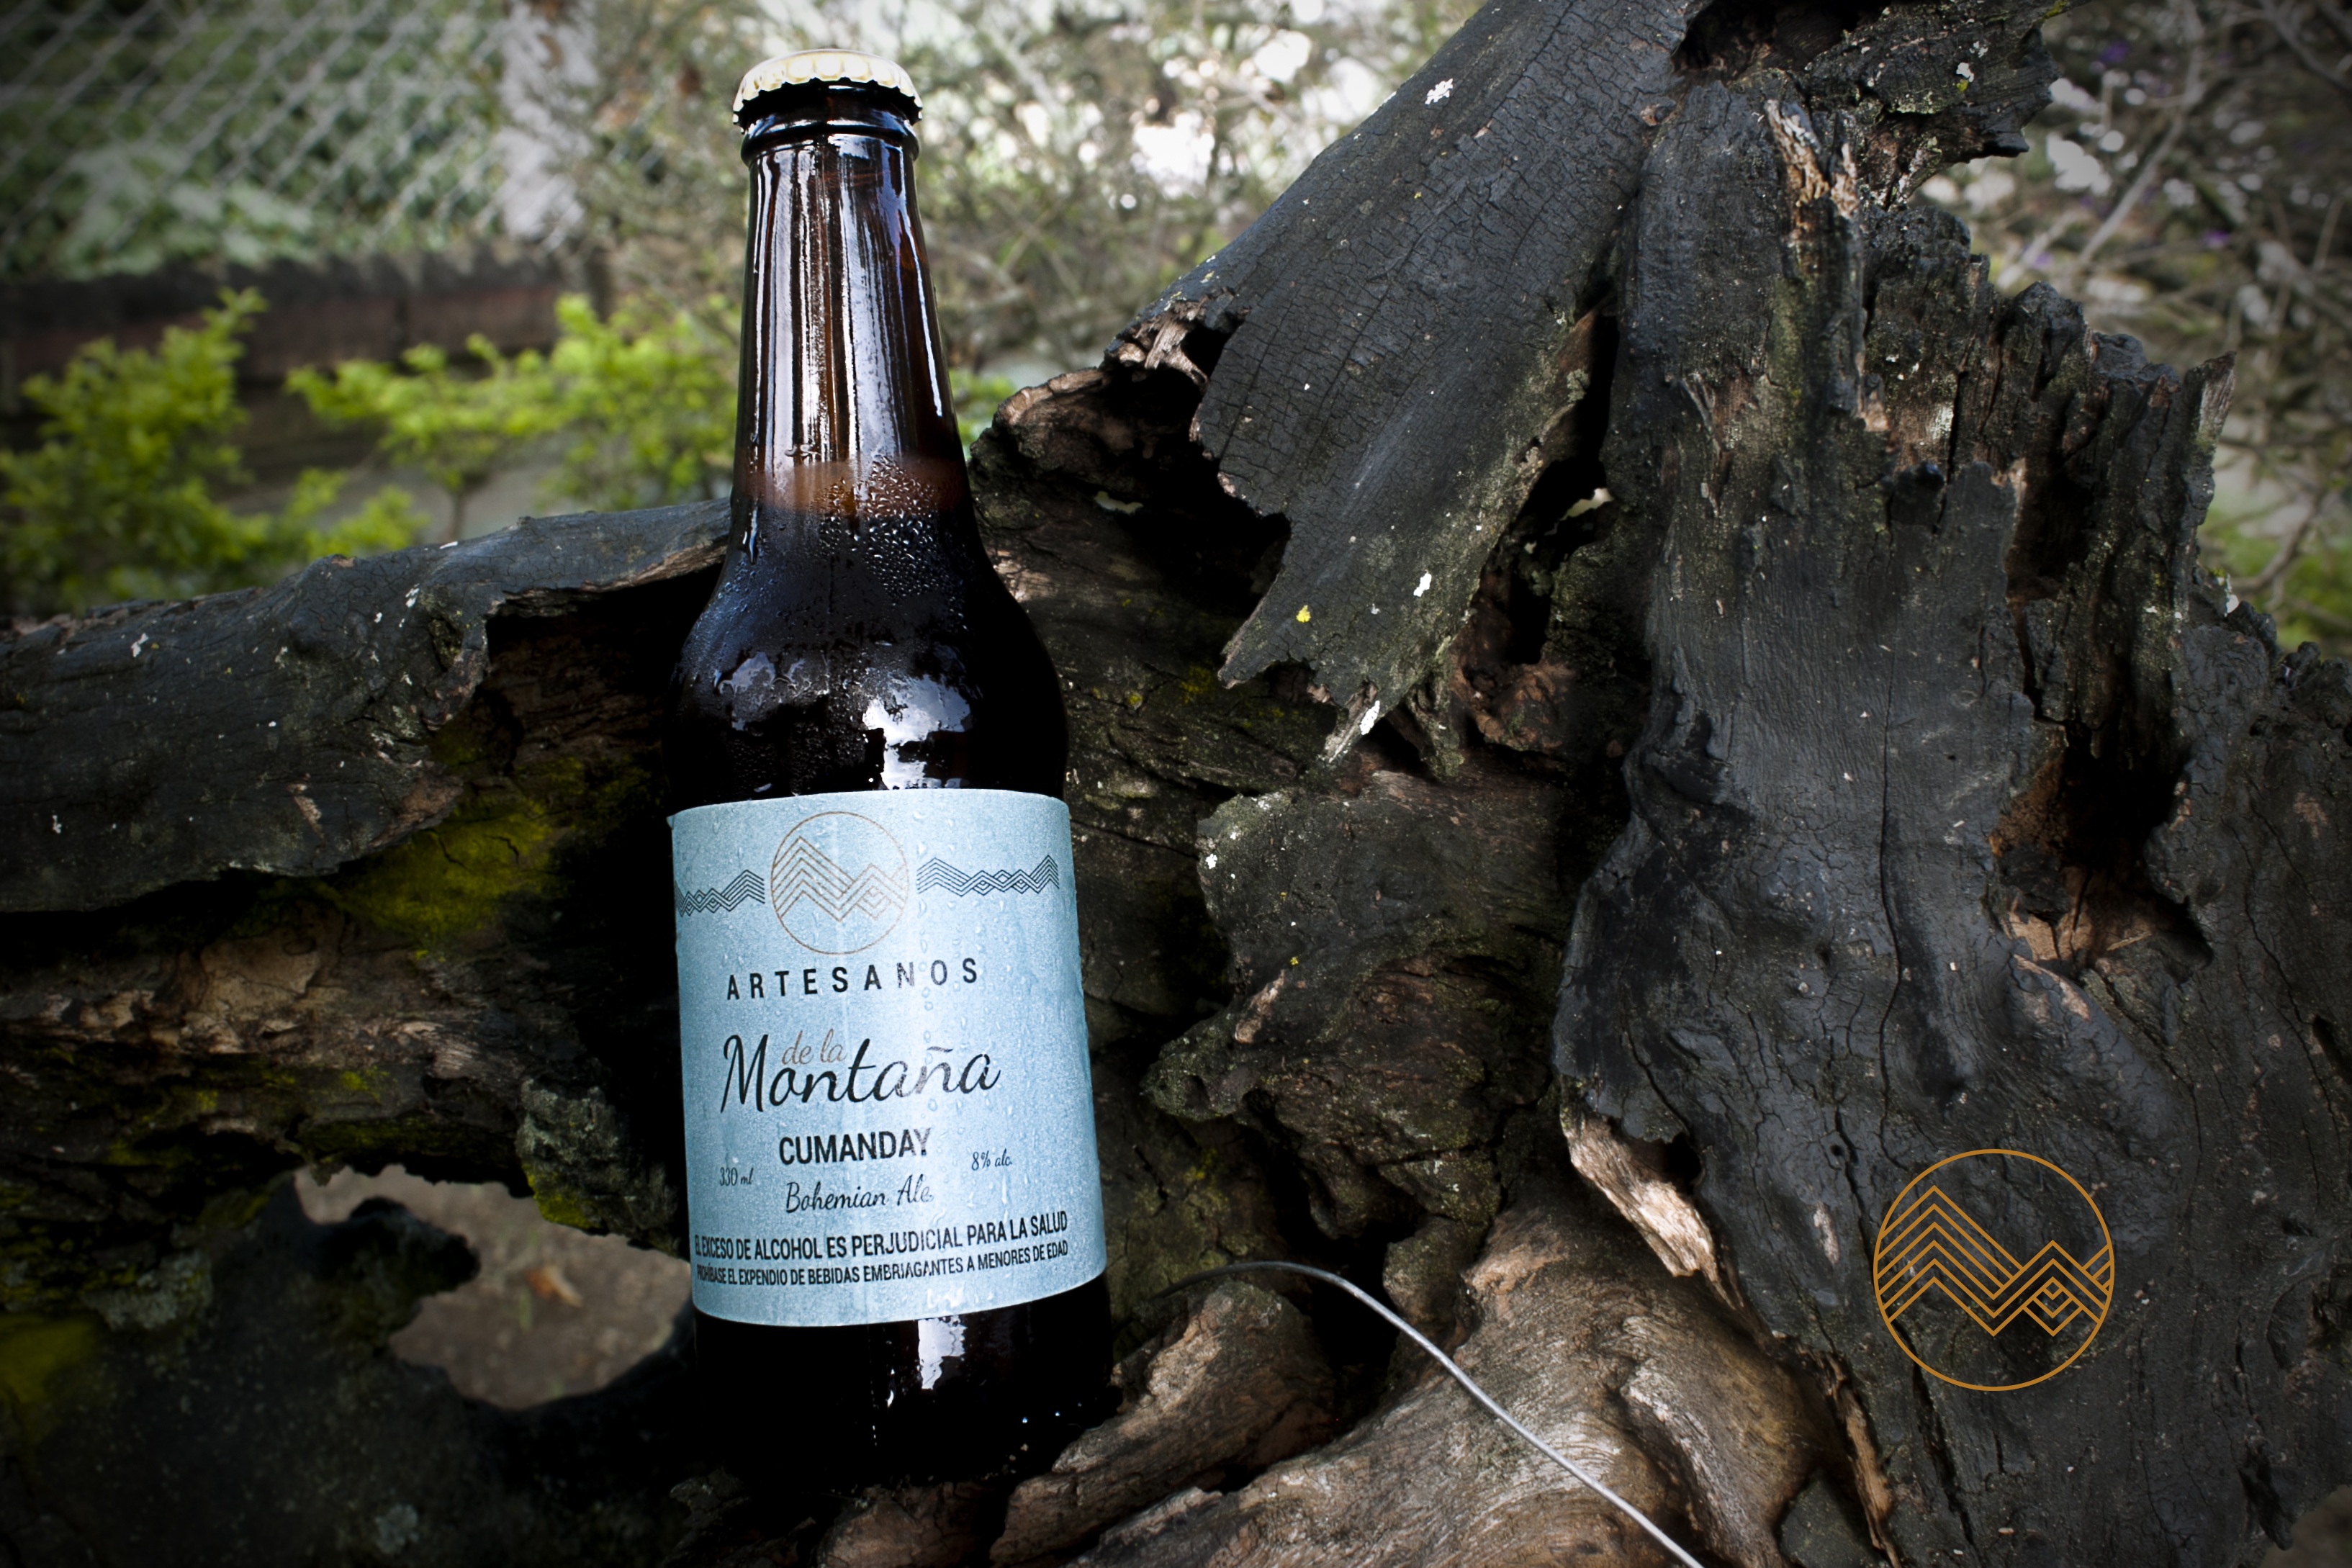 ARTESANOS
de la
Montaña
CUMANDAY
330 ml
8% alc.
Bohemian Ale
EL EXCESO DE ALCOHOL ES PERJUDICIAL PARA LA SALUD
PROHÍBASE EL EXPENDIO DE BEBIDAS EMBRIAGANTES A MENORES DE EDAD